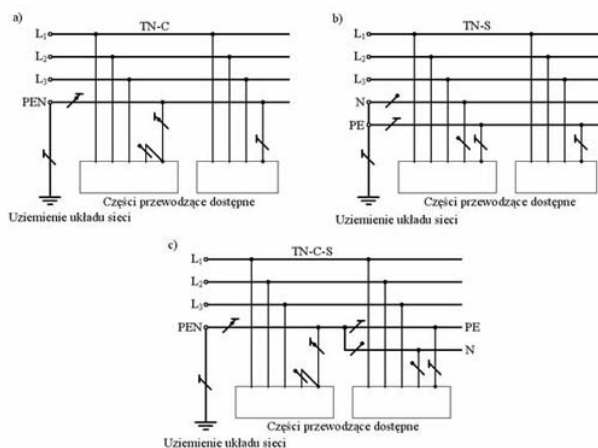 a)
TN-C
L1
L2
L3
PEN
Części przewodzące dostępne
Uziemienie układu sieci
b)
TN-S
L1
L2
L3
N
PE
Części przewodzące dostępne
Uziemienie układu sieci
c)
TN-C-S
L1
L2
L3
PEN
PE
N
Części przewodzące dostępne
Uziemienie układu sieci